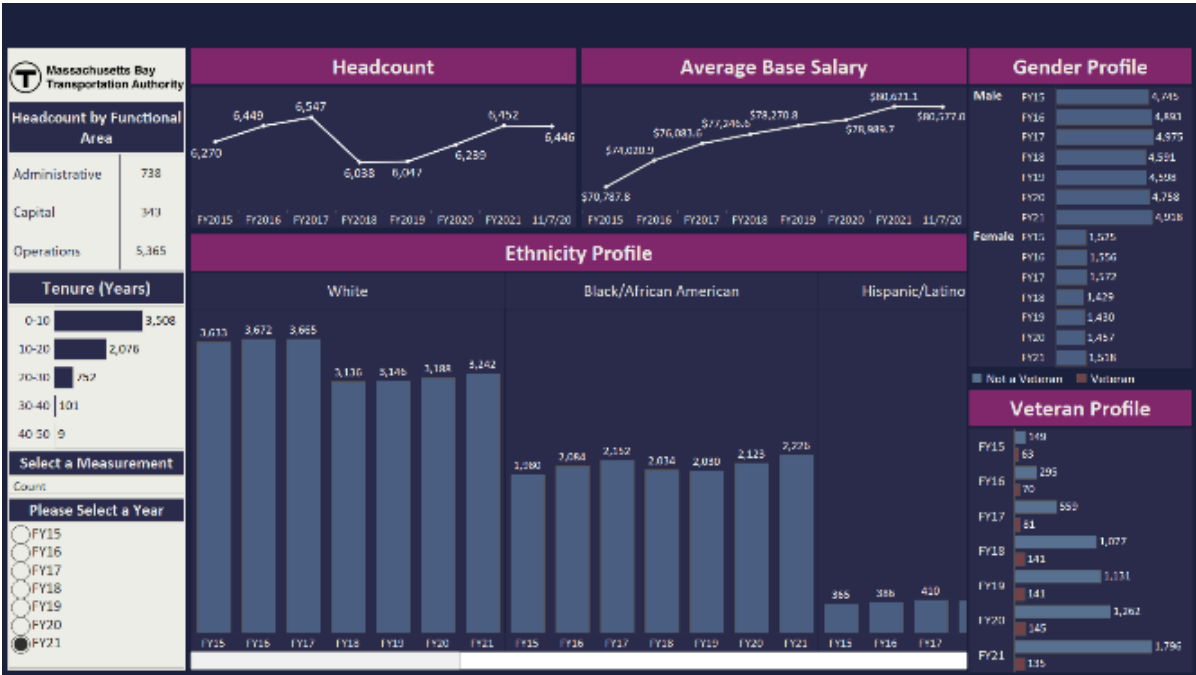 Massachusetts Bay
Transportation Authority
Headcount by Functional
Area
Administrative 738
Capital 343
Operations 5,365
Tenure (Years)
0-10 3,508
10-20 2,076
20-30 752
30-40 101
40-50 9
Select a Measurement
Count
Please Select a Year
FY15
FY16
FY17
FY18
FY19
FY20
FY21
Headcount
6,270
6,449
6,547
6,038
6,047
6,239
6,452
6,446
FY2015 FY2016 FY2017 FY2018 FY2019 FY2020 FY2021 11/7/20
Average Base Salary
$70,787.8
$74,020.9
$76,083.6
$78,270.8
$78,989.7
$80,621.1
$80,577.0
FY2015 FY2016 FY2017 FY2018 FY2019 FY2020 FY2021 11/7/20
Ethnicity Profile
White Black/African American Hispanic/Latino
3,633 3,672 3,665 3,136 3,146 3,188 3,242
1,980 2,084 2,152 2,034 2,030 2,123 2,226
365 386 410
FY15 FY16 FY17 FY18 FY19 FY20 FY21 FY15 FY16 FY17 FY18 FY19 FY20 FY21 FY15 FY16 FY17
Gender Profile
Male FY15 4,745
FY16 4,893
FY17 4,975
FY18 4,591
FY19 4,598
FY20 4,758
FY21 4,918
Female FY15 1,525
FY16 1,556
FY17 1,572
FY18 1,429
FY19 1,430
FY20 1,457
FY21 1,518
Not a Veteran Veteran
Veteran Profile
FY15 149
63
FY16 295
70
FY17 559
81
FY18 1,077
141
FY19 1,131
141
FY20 1,262
145
FY21 1,796
135